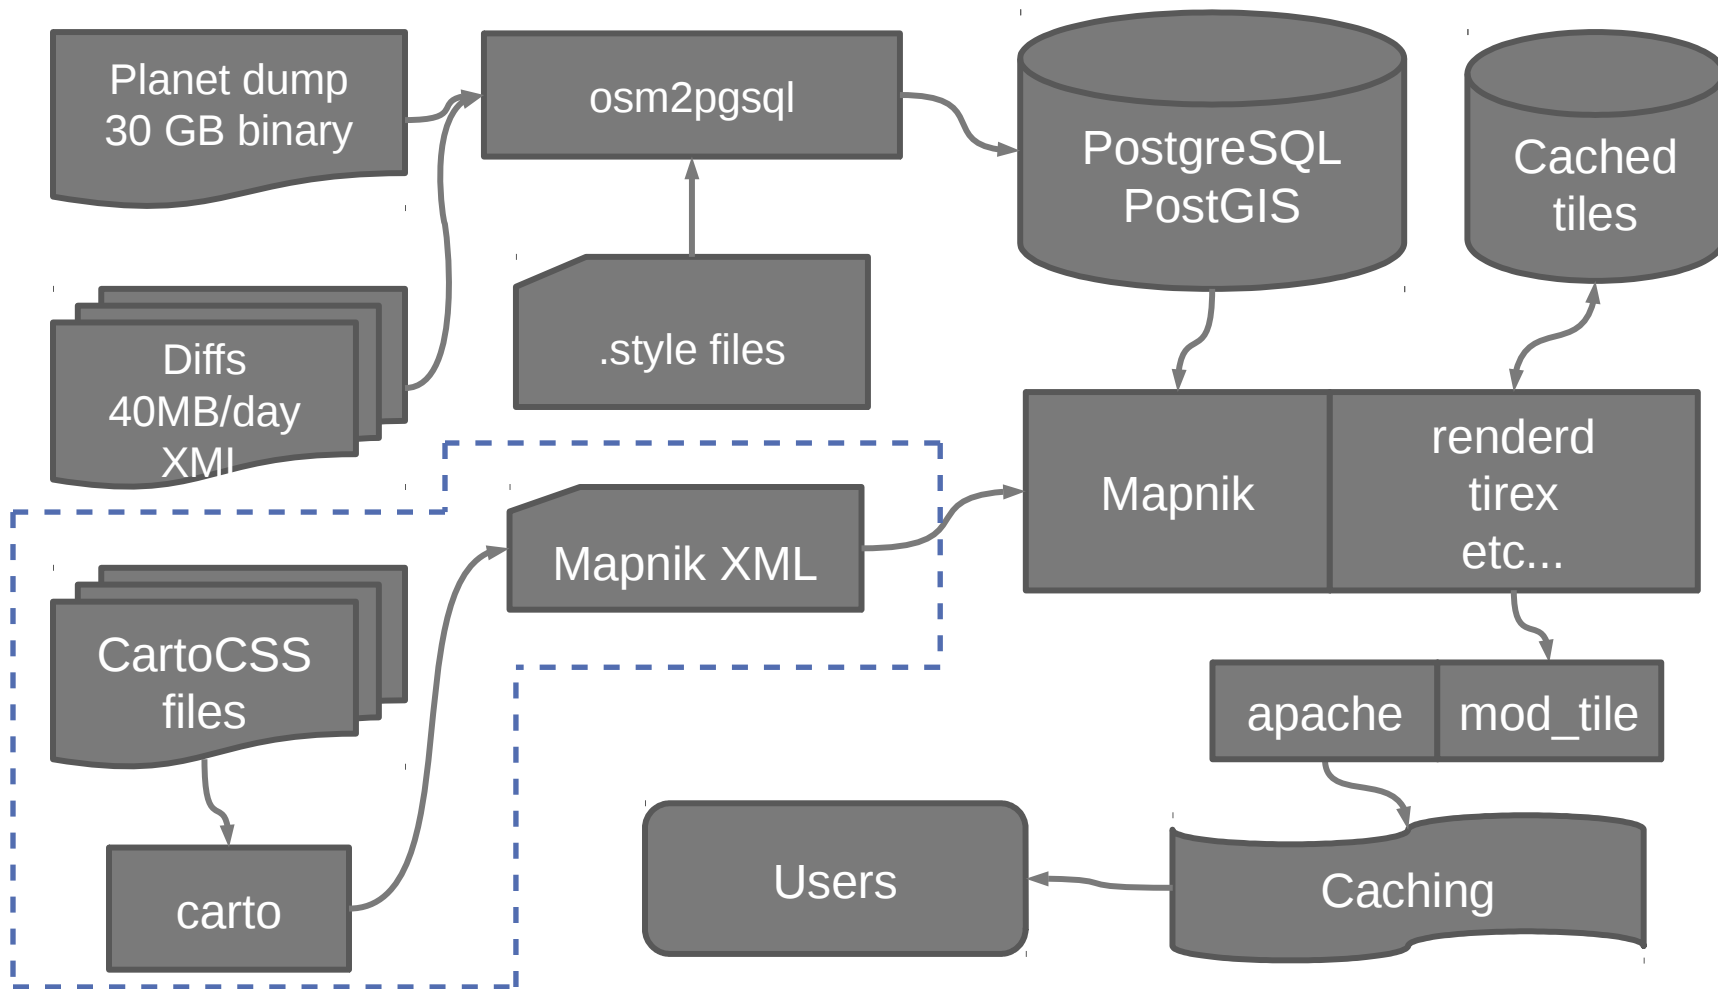 Planet dump
30 GB binary
osm2pgsql
PostgreSQL
PostGIS
Cached
tiles
Diffs
40MB/day
XML
.style files
Mapnik
renderd
tirex
etc...
Mapnik XML
CartoCSS
files
apache
mod_tile
carto
Users
Caching